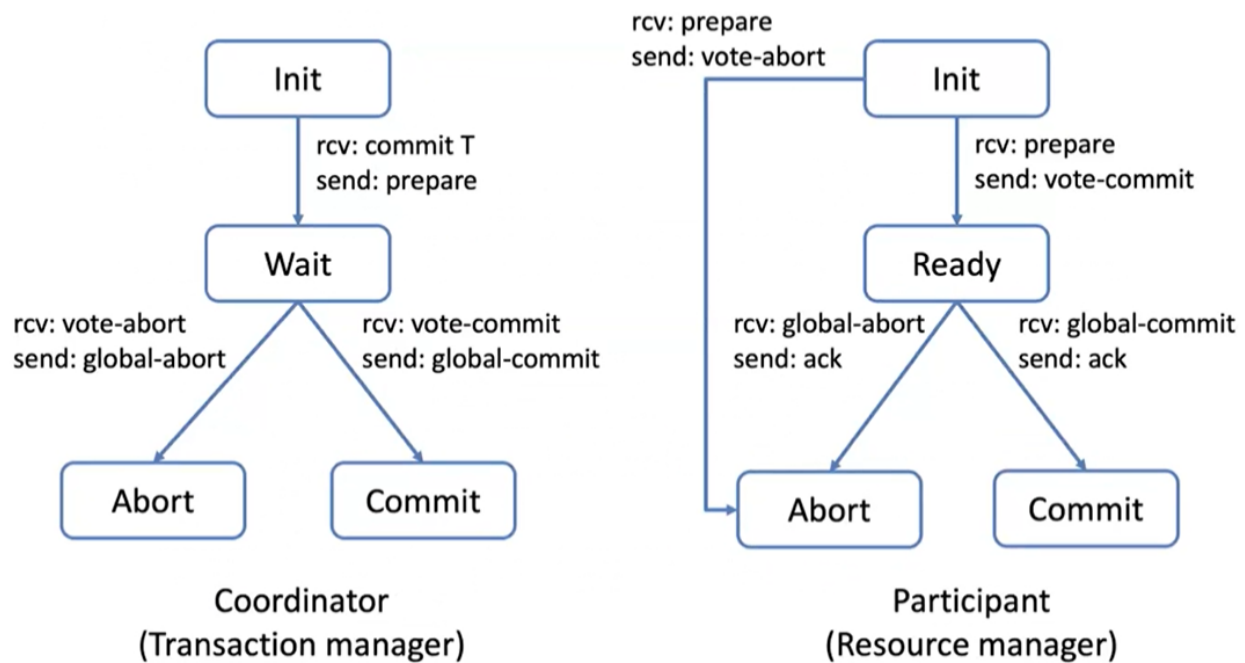 Init
rcv: commit T
send: prepare
Wait
rcv: vote-abort
send: global-abort
rcv: vote-commit
send: global-commit
Abort
Commit
Coordinator
(Transaction manager)
rcv: prepare
send: vote-abort
Init
rcv: prepare
send: vote-commit
Ready
rcv: global-abort
send: ack
rcv: global-commit
send: ack
Abort
Commit
Participant
(Resource manager)